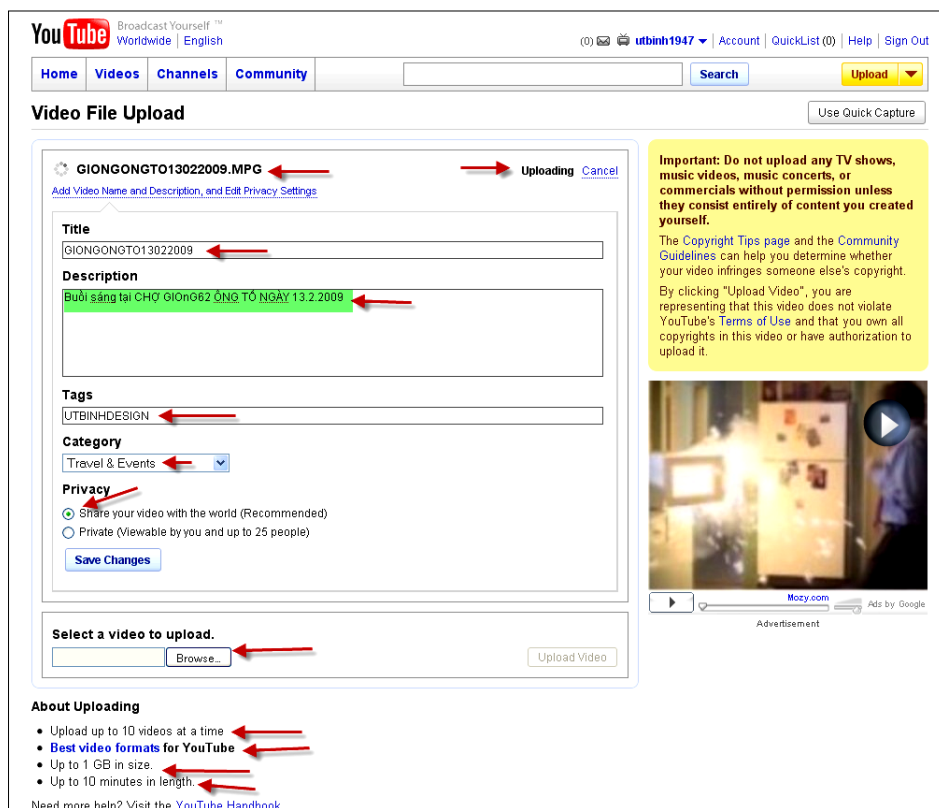 You Tube Broadcast Yourself ™
Worldwide | English
(0) utbinh1947 | Account | QuickList (0) | Help | Sign Out
Home Videos Channels Community Search Upload
Video File Upload
Use Quick Capture
GIONGONGTO13022009.MPG
Uploading Cancel
Add Video Name and Description, and Edit Privacy Settings
Title
GIONGONGTO13022009
Description
Buổi sáng tại CHỢ GIOnG62 ÔNG TỐ NGÀY 13.2.2009
Tags
UTBINHDESIGN
Category
Travel & Events
Privacy
Share your video with the world (Recommended)
Private (Viewable by you and up to 25 people)
Save Changes
Select a video to upload.
Browse...
Upload Video
Important: Do not upload any TV shows,
music videos, music concerts, or
commercials without permission unless
they consist entirely of content you created
yourself.
The Copyright Tips page and the Community
Guidelines can help you determine whether
your video infringes someone else's copyright.
By clicking "Upload Video", you are
representing that this video does not violate
YouTube's Terms of Use and that you own all
copyrights in this video or have authorization to
upload it.
Mozy.com
Ads by Google
Advertisement
About Uploading
Upload up to 10 videos at a time
Best video formats for YouTube
Up to 1 GB in size.
Up to 10 minutes in length.
Need more help? Visit the YouTube Handbook